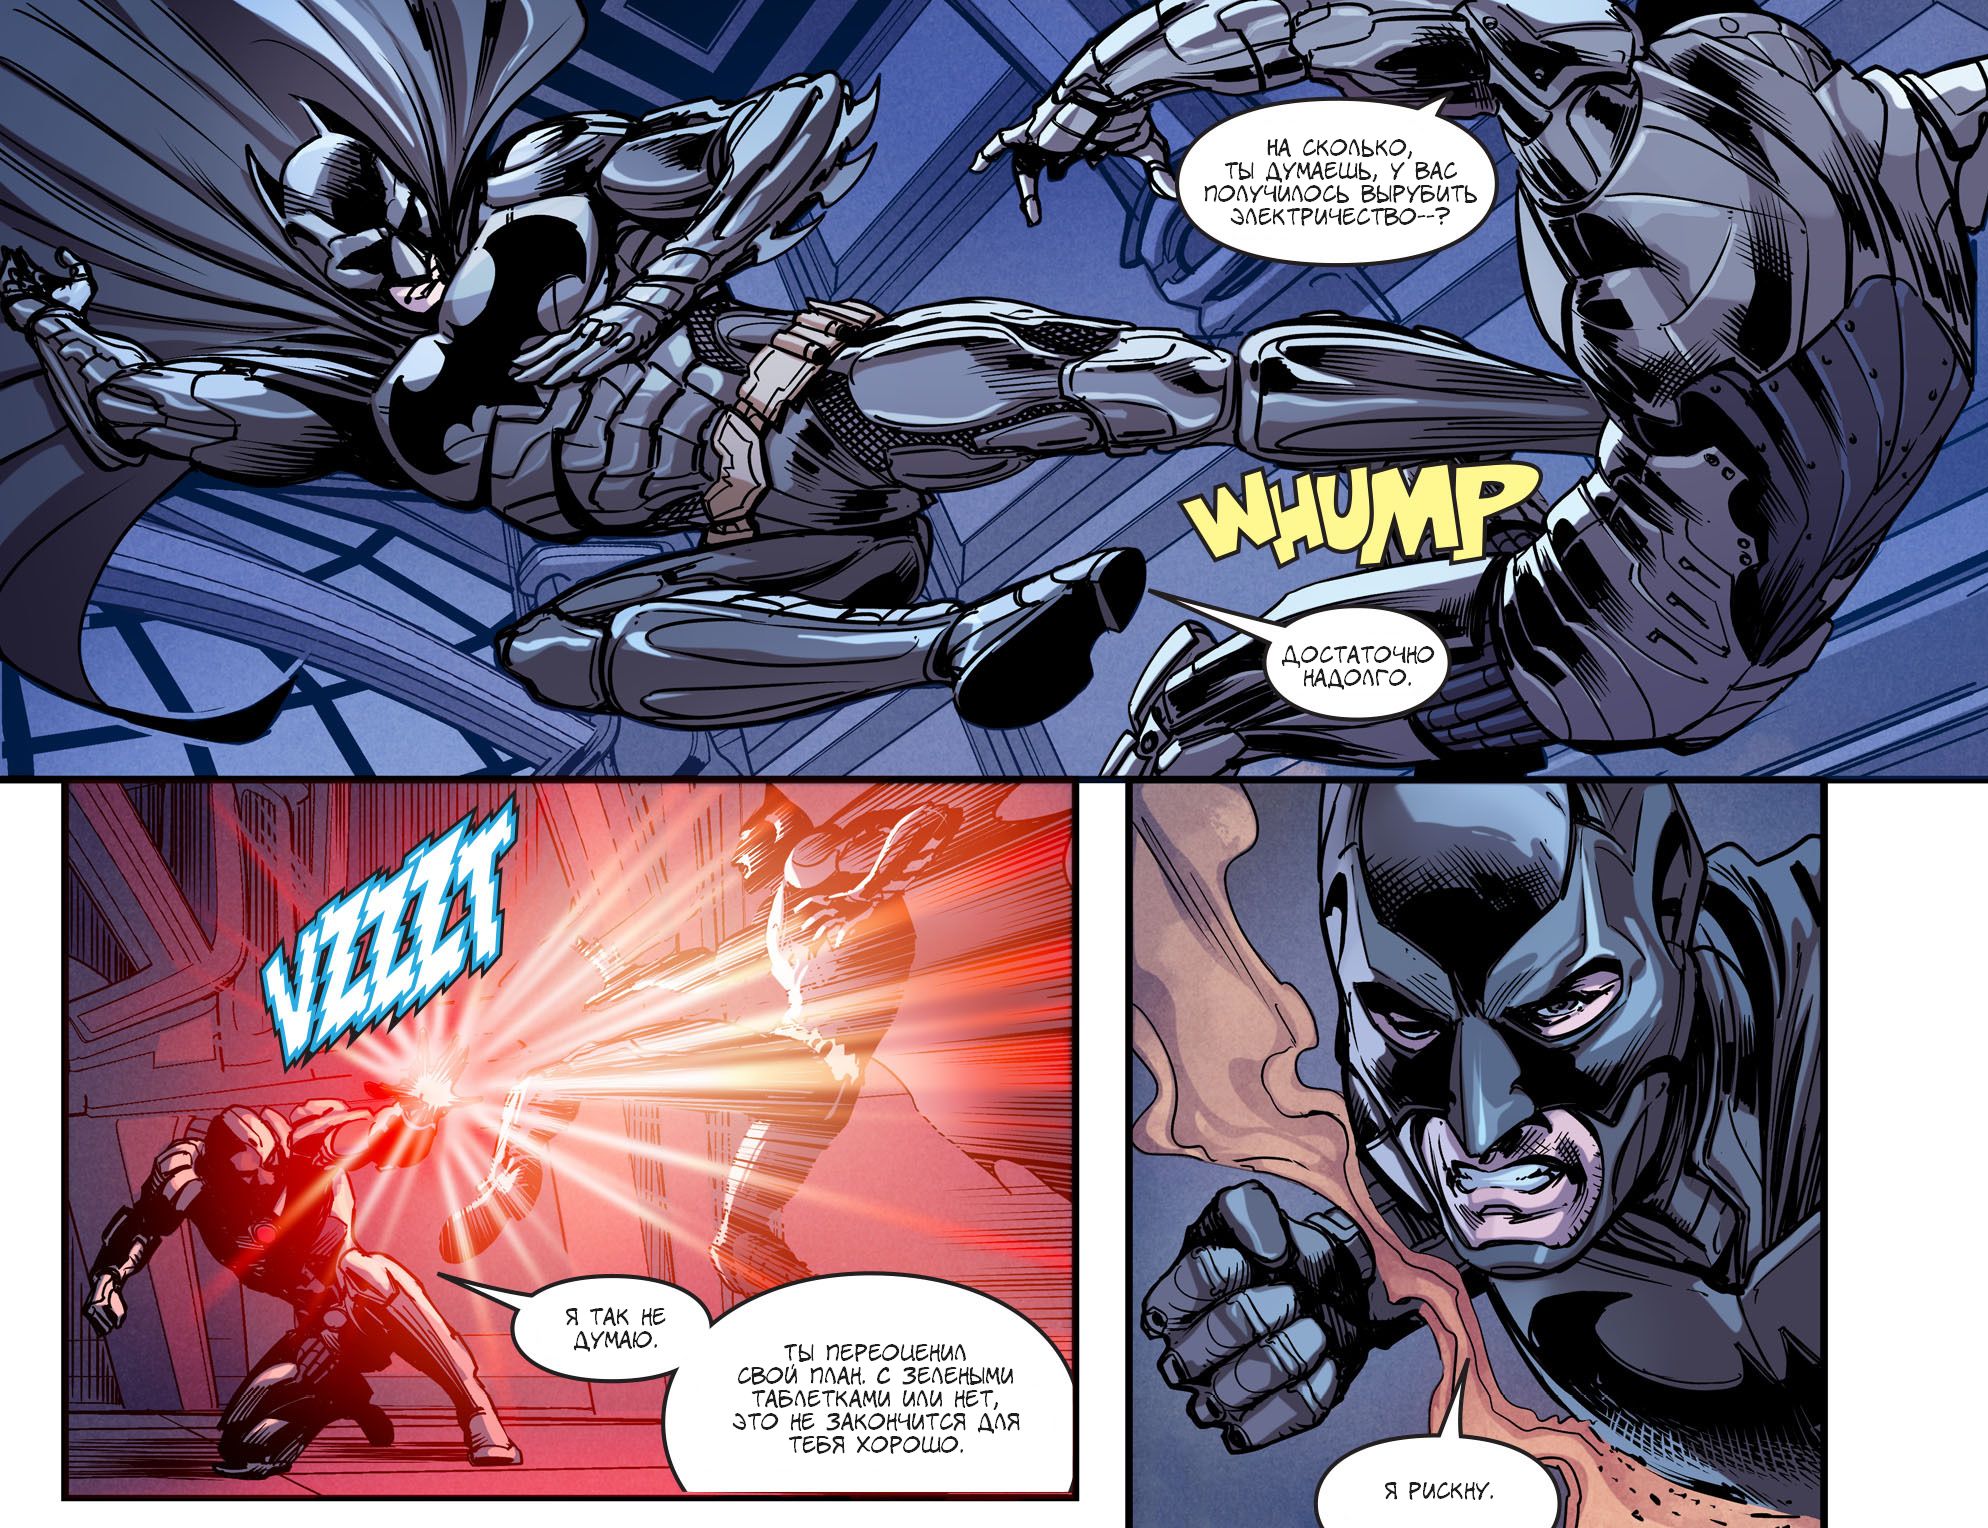 НА СКОЛЬКО,
ТЫ ДУМАЕШЬ, У ВАС
ПОЛУЧИЛОСЬ ВЫРУБИТЬ
ЭЛЕКТРИЧЕСТВО--?
WHUMP
ДОСТАТОЧНО
НАДОЛГО.
VZZZZT
Я ТАК НЕ
ДУМАЮ.
ТЫ ПЕРЕОЦЕНИЛ
СВОЙ ПЛАН. С ЗЕЛЕНЫМИ
ТАБЛЕТКАМИ ИЛИ НЕТ,
ЭТО НЕ ЗАКОНЧИТСЯ ДЛЯ
ТЕБЯ ХОРОШО.
Я РИСКНУ.